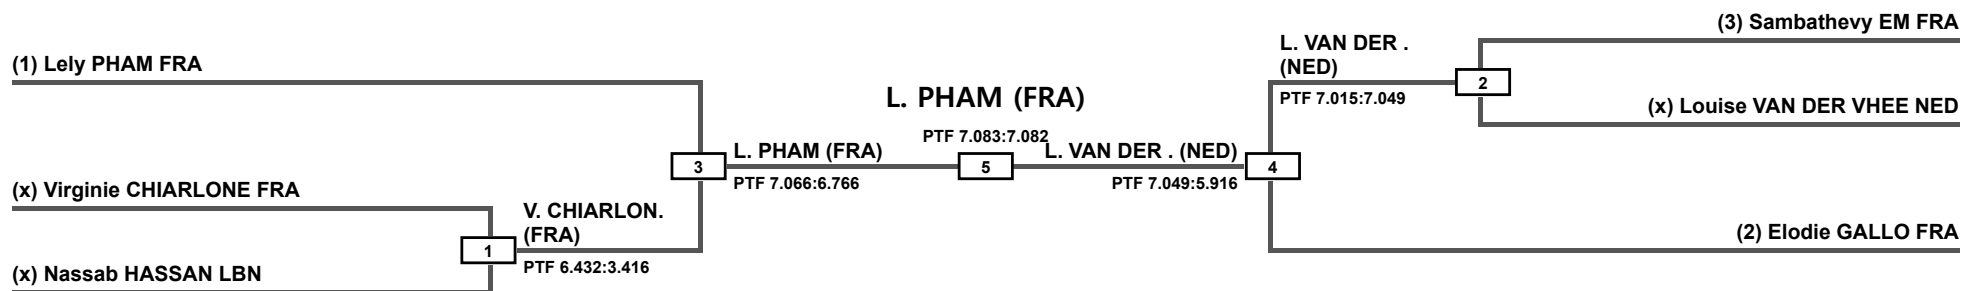 (1) Lely PHAM FRA
(x) Virginie CHIARLONE FRA
(x) Nassab HASSAN LBN
1
V. CHIARLON.
(FRA)
PTF 6.432:3.416
3
L. PHAM (FRA)
PTF 7.066:6.766
L. PHAM (FRA)
PTF 7.083:7.082
5
L. VAN DER . (NED)
PTF 7.049:5.916
4
L. VAN DER .
(NED)
PTF 7.015:7.049
2
(3) Sambathevy EM FRA
(x) Louise VAN DER VHEE NED
(2) Elodie GALLO FRA